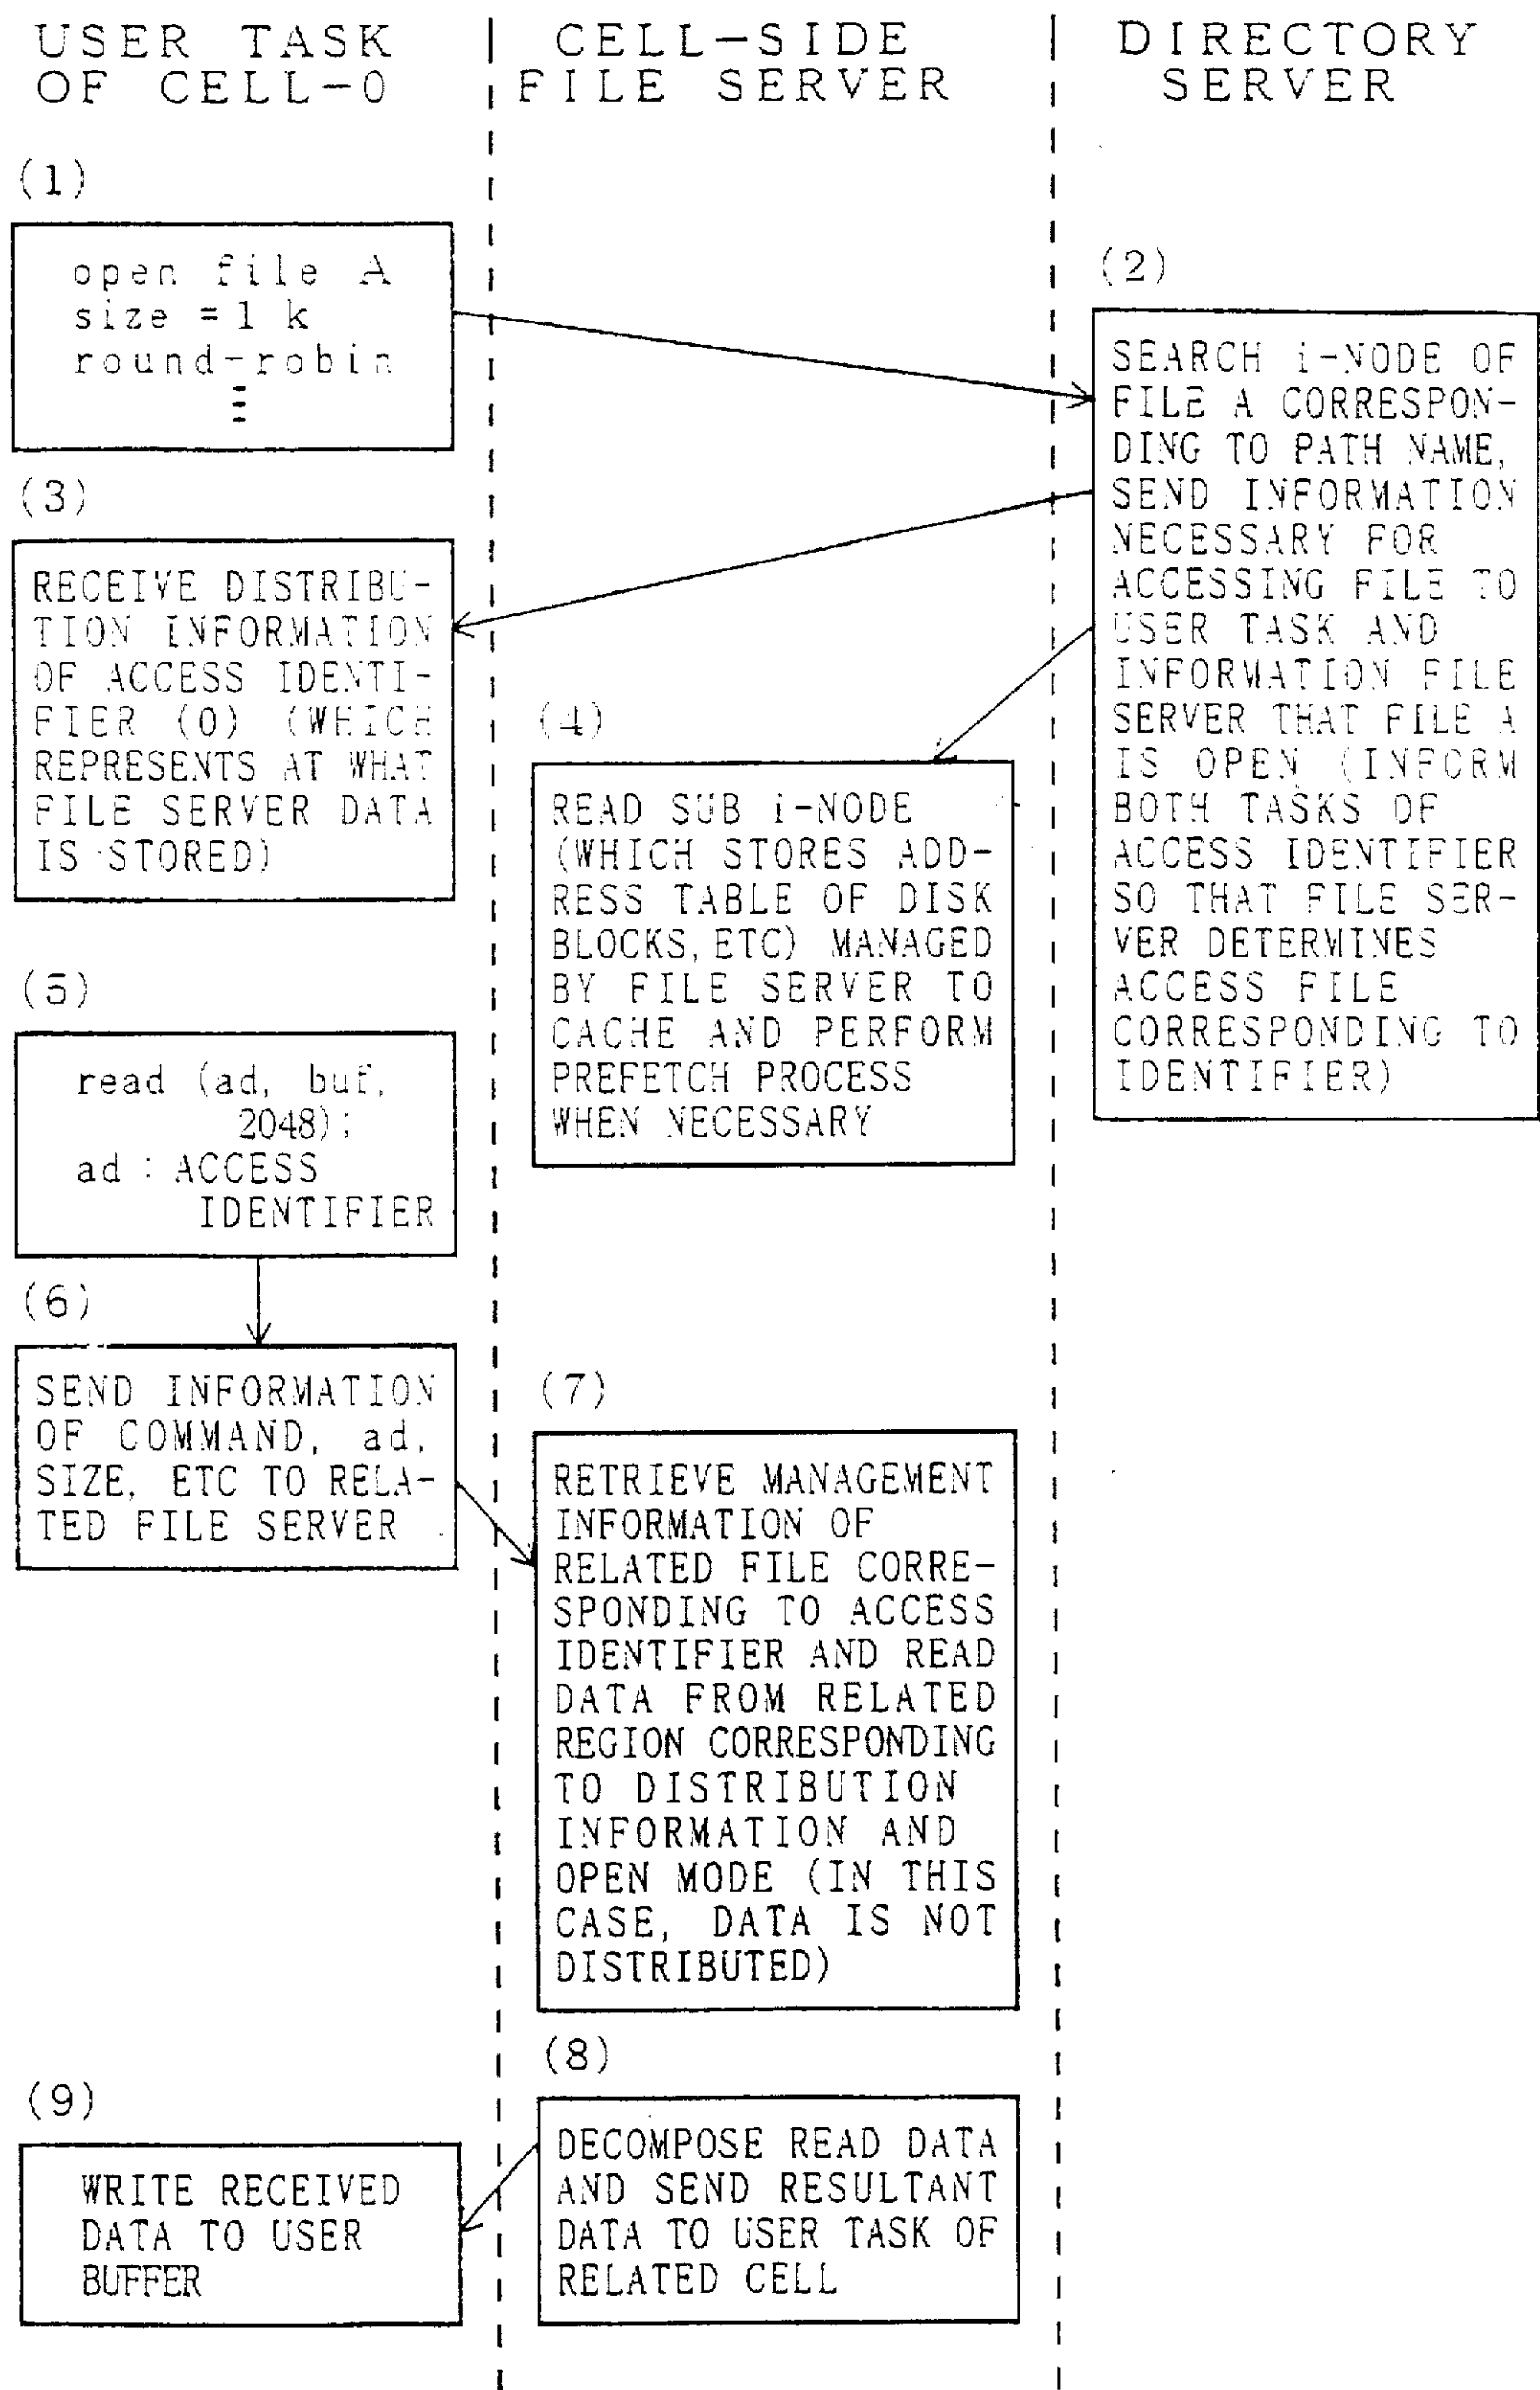 USER TASK
OF CELL-0
CELL-SIDE
FILE SERVER
DIRECTORY
SERVER
(1)
open file A
size = 1 k
round-robin
(2)
SEARCH i-NODE OF
FILE A CORRESPON-
DING TO PATH NAME,
SEND INFORMATION
NECESSARY FOR
ACCESSING FILE TO
USER TASK AND
INFORMATION FILE
SERVER THAT FILE A
IS OPEN (INFORM
BOTH TASKS OF
ACCESS IDENTIFIER
SO THAT FILE SER-
VER DETERMINES
ACCESS FILE
CORRESPONDING TO
IDENTIFIER)
(3)
RECEIVE DISTRIBU-
TION INFORMATION
OF ACCESS IDENTI-
FIER (0) (WHICH
REPRESENTS AT WHAT
FILE SERVER DATA
IS STORED)
(4)
READ SUB i-NODE
(WHICH STORES ADD-
RESS TABLE OF DISK
BLOCKS, ETC) MANAGED
BY FILE SERVER TO
CACHE AND PERFORM
PREFETCH PROCESS
WHEN NECESSARY
(5)
read (ad, buf,
2048);
ad : ACCESS
IDENTIFIER
(6)
SEND INFORMATION
OF COMMAND, ad,
SIZE, ETC TO RELA-
TED FILE SERVER
(7)
RETRIEVE MANAGEMENT
INFORMATION OF
RELATED FILE CORRE-
SPONDING TO ACCESS
IDENTIFIER AND READ
DATA FROM RELATED
REGION CORRESPONDING
TO DISTRIBUTION
INFORMATION AND
OPEN MODE (IN THIS
CASE, DATA IS NOT
DISTRIBUTED)
(8)
DECOMPOSE READ DATA
AND SEND RESULTANT
DATA TO USER TASK OF
RELATED CELL
(9)
WRITE RECEIVED
DATA TO USER
BUFFER